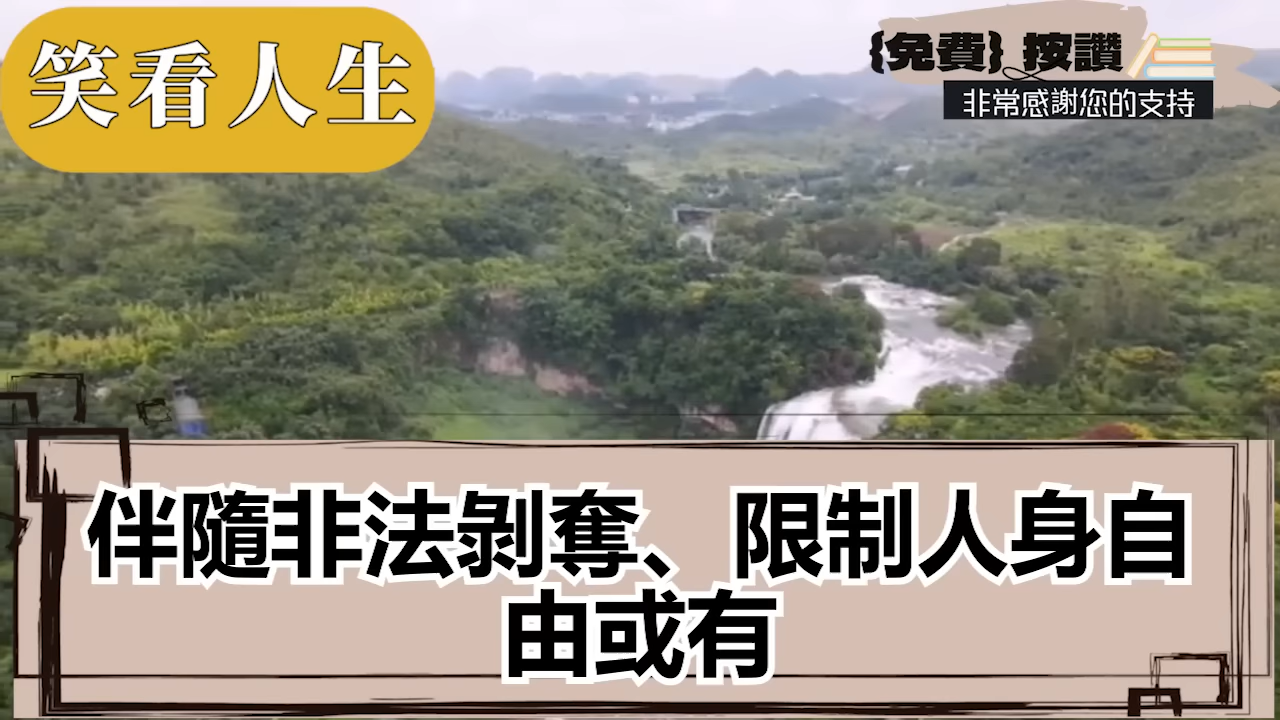 笑看人生
{免費} 按讚
非常感謝您的支持
伴隨非法剝奪、限制人身自
由或有